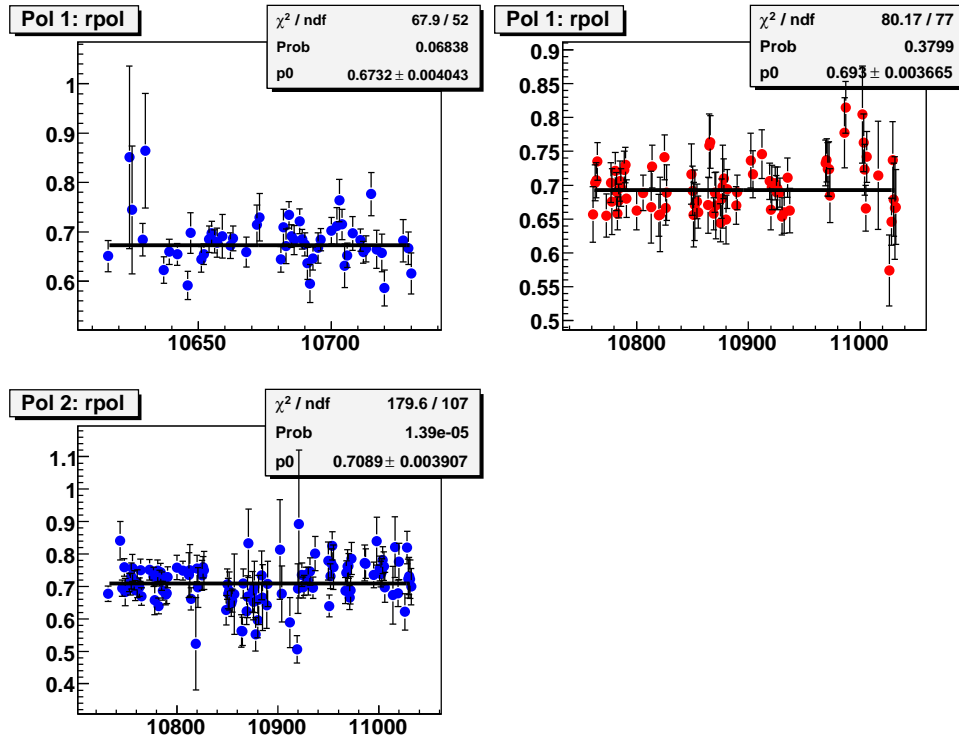 Pol 1: rpol
χ² / ndf 67.9 / 52
Prob 0.06838
p0 0.6732 ± 0.004043
1
0.9
0.8
0.7
0.6
10650 10700
Pol 1: rpol
χ² / ndf 80.17 / 77
Prob 0.3799
p0 0.693 ± 0.003665
0.9
0.85
0.8
0.75
0.7
0.65
0.6
0.55
0.5
10800 10900 11000
Pol 2: rpol
χ² / ndf 179.6 / 107
Prob 1.39e-05
p0 0.7089 ± 0.003907
1.1
1
0.9
0.8
0.7
0.6
0.5
0.4
10800 10900 11000